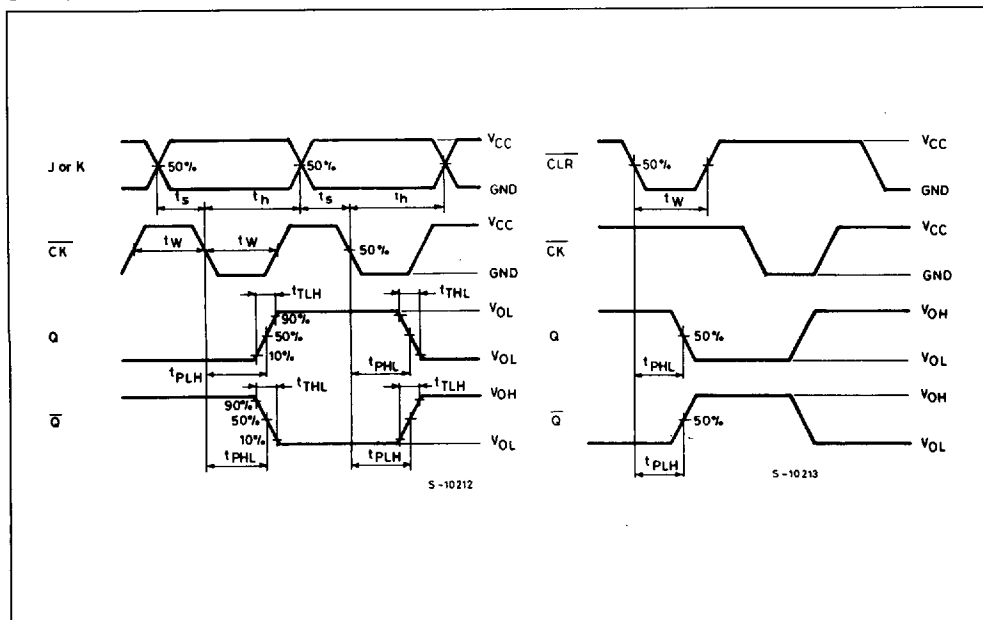 J or K
50%
50%
VCC
GND
ts
th
ts
th
CK
tW
tW
50%
VCC
GND
tTLH
tTHL
Q
90%
50%
10%
VOL
VOL
tPLH
tPHL
tTHL
tTLH
Q
90%
50%
10%
VOH
VOL
tPHL
tPLH
S-10212
CLR
50%
VCC
GND
tW
CK
VCC
GND
Q
50%
VOH
VOL
tPHL
Q
50%
VOH
VOL
tPLH
S-10213